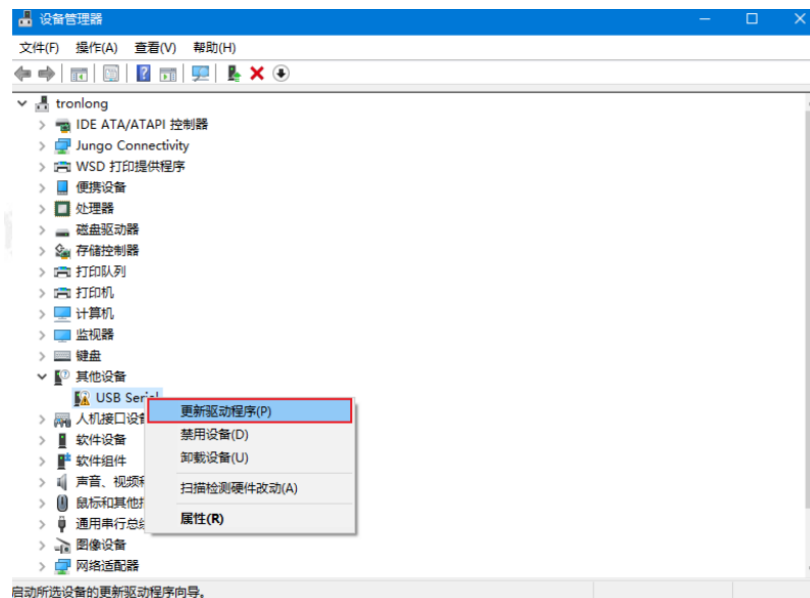 设备管理器
文件(F) 操作(A) 查看(V) 帮助(H)
tronlong
IDE ATA/ATAPI 控制器
Jungo Connectivity
WSD 打印提供程序
便携设备
处理器
磁盘驱动器
存储控制器
打印队列
打印机
计算机
监视器
键盘
其他设备
USB Serial
更新驱动程序(P)
人机接口设备
禁用设备(D)
软件设备
卸载设备(U)
软件组件
声音、视频和
扫描检测硬件改动(A)
鼠标和其他
属性(R)
通用串行总线
图像设备
网络适配器
启动所选设备的更新驱动程序向导。